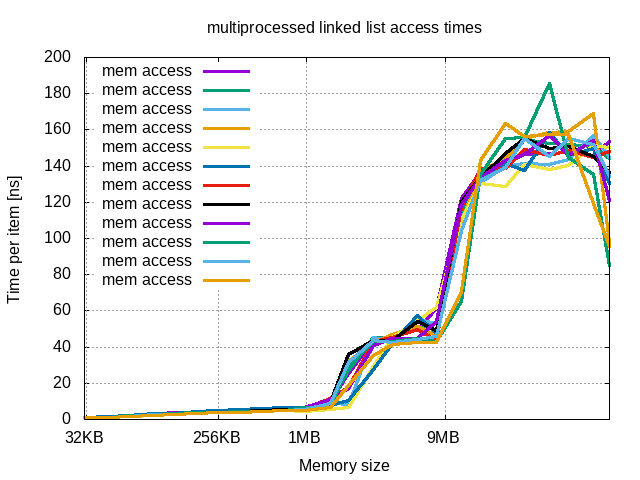 multiprocessed linked list access times
200
180
160
140
120
100
80
60
40
20
0
Time per item [ns]
mem access
mem access
mem access
mem access
mem access
mem access
mem access
mem access
mem access
mem access
mem access
mem access
32KB 256KB 1MB 9MB
Memory size